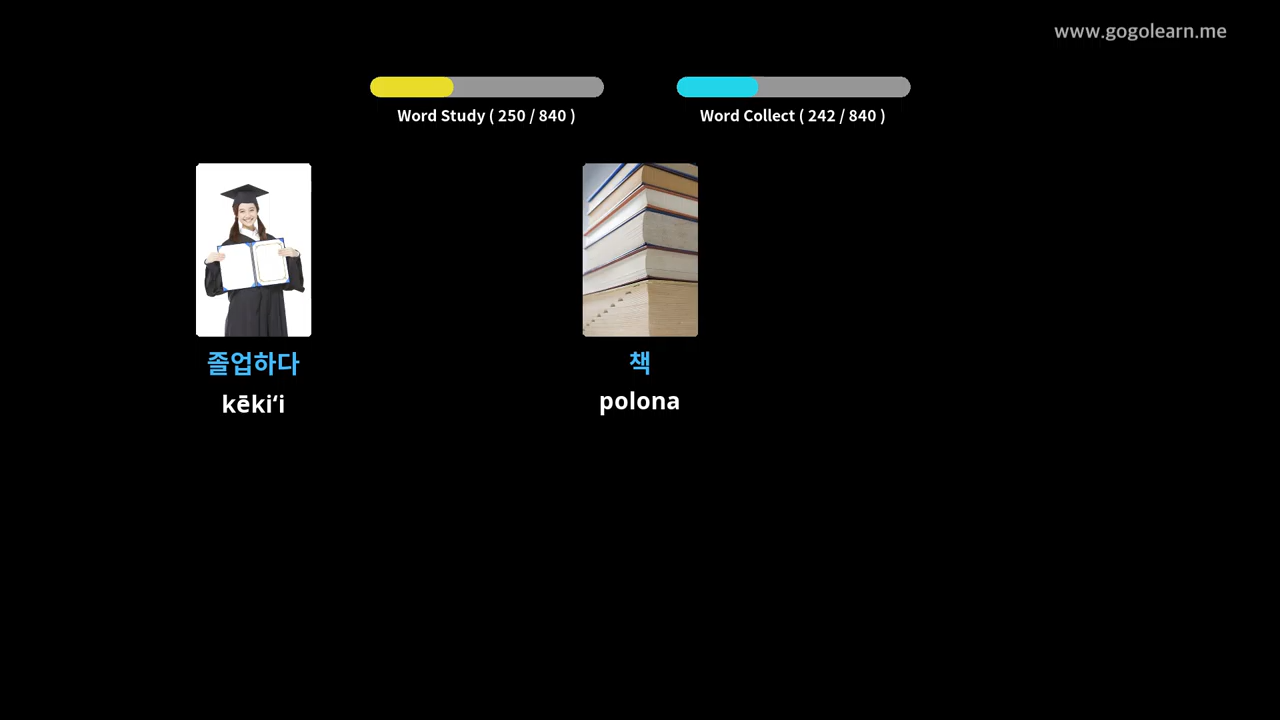 www.gogolearn.me
Word Study ( 250 / 840 )
Word Collect ( 242 / 840 )
졸업하다
kēkiʻi
책
polona